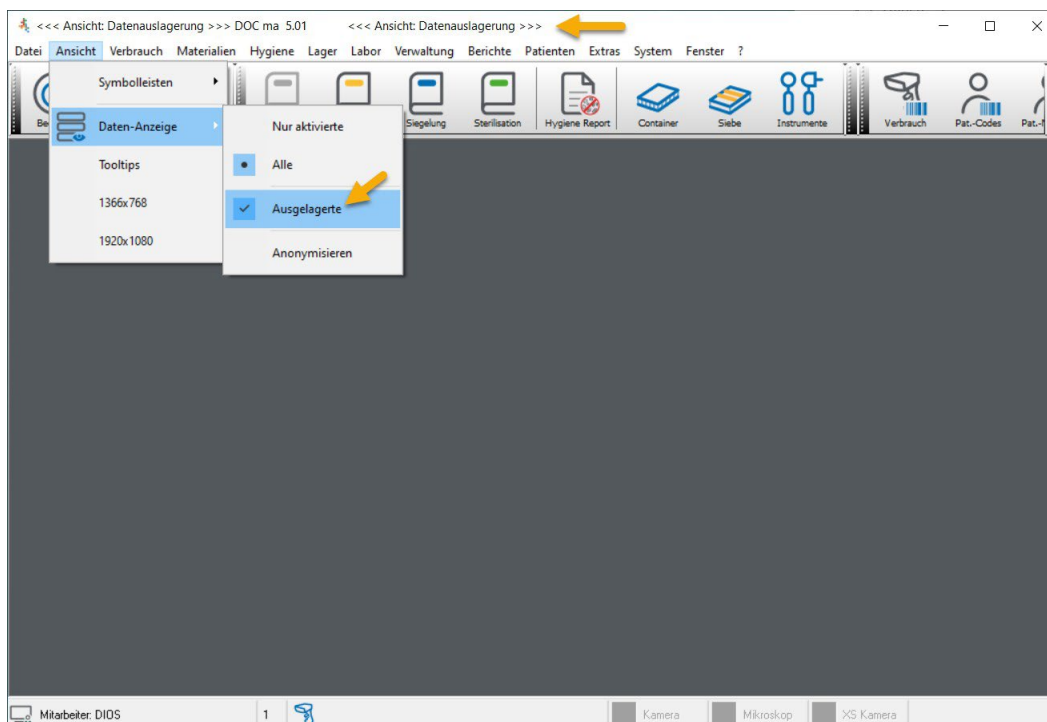 <<< Ansicht: Datenauslagerung >>> DOC ma 5.01 <<< Ansicht: Datenauslagerung >>>
Datei Ansicht Verbrauch Materialien Hygiene Lager Labor Verwaltung Berichte Patienten Extras System Fenster ?
Siegelung Sterilisation Hygiene Report Container Siebe Instrumente Verbrauch Pat.-Codes
Symbolleisten
Daten-Anzeige
Tooltips
1366x768
1920x1080
Nur aktivierte
Alle
Ausgelagerte
Anonymisieren
Mitarbeiter: DIOS 1 Kamera Mikroskop XS Kamera